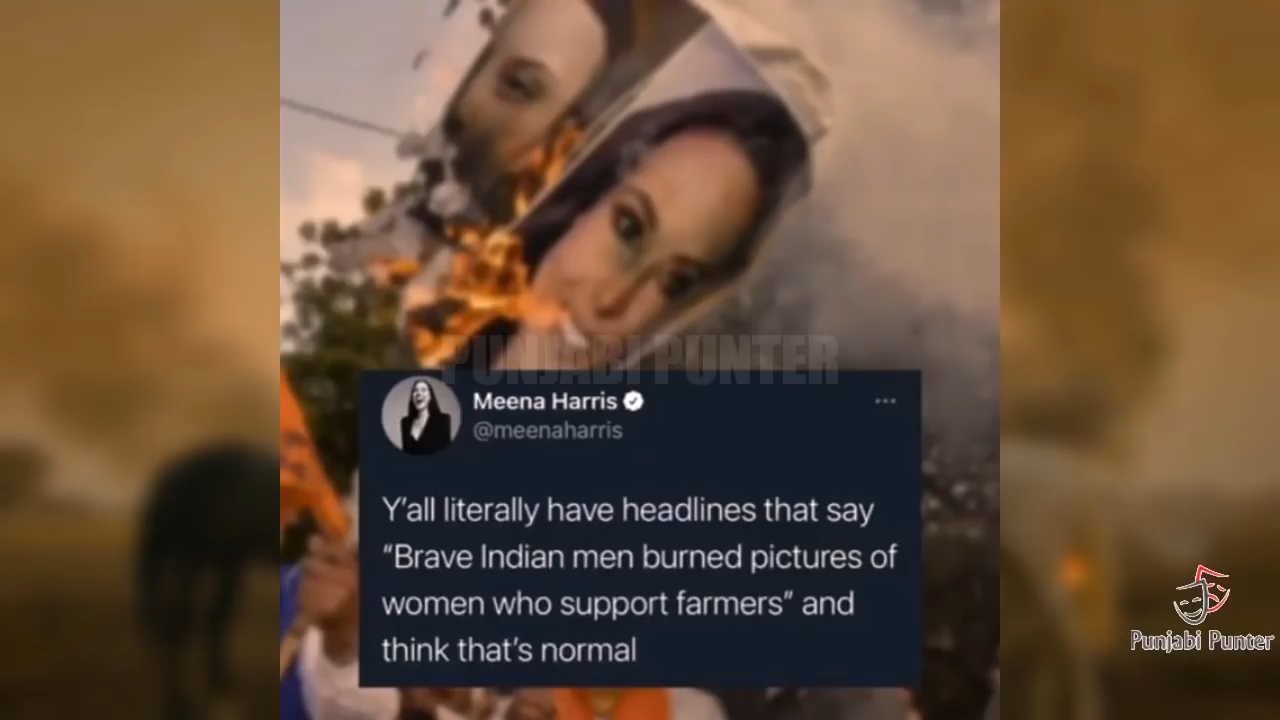 PUNJABI PUNTER
Meena Harris
@meenaharris
Y'all literally have headlines that say
“Brave Indian men burned pictures of
women who support farmers” and
think that's normal
Punjabi Punter